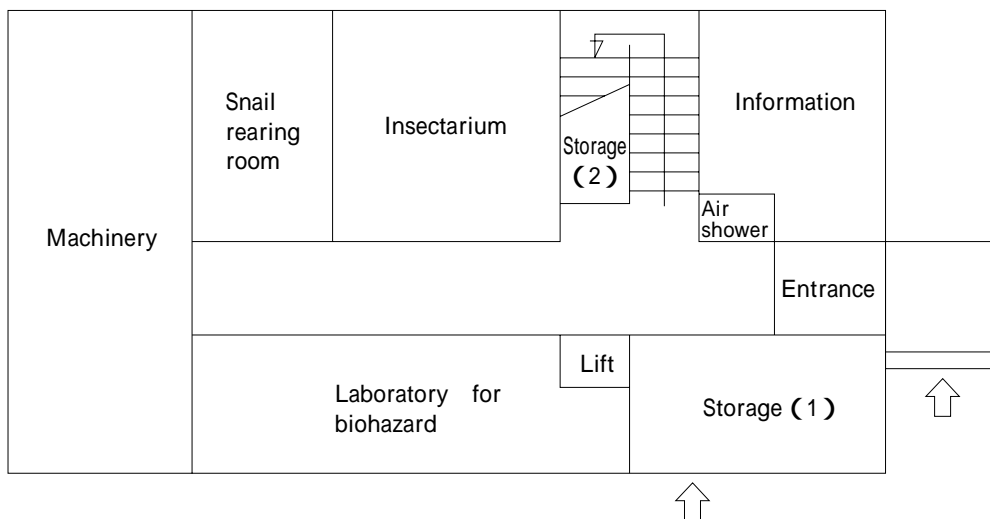 Snail
rearing
room
Insectarium
Storage
(2)
Information
Air
shower
Machinery
Entrance
Lift
Laboratory for
biohazard
Storage (1)